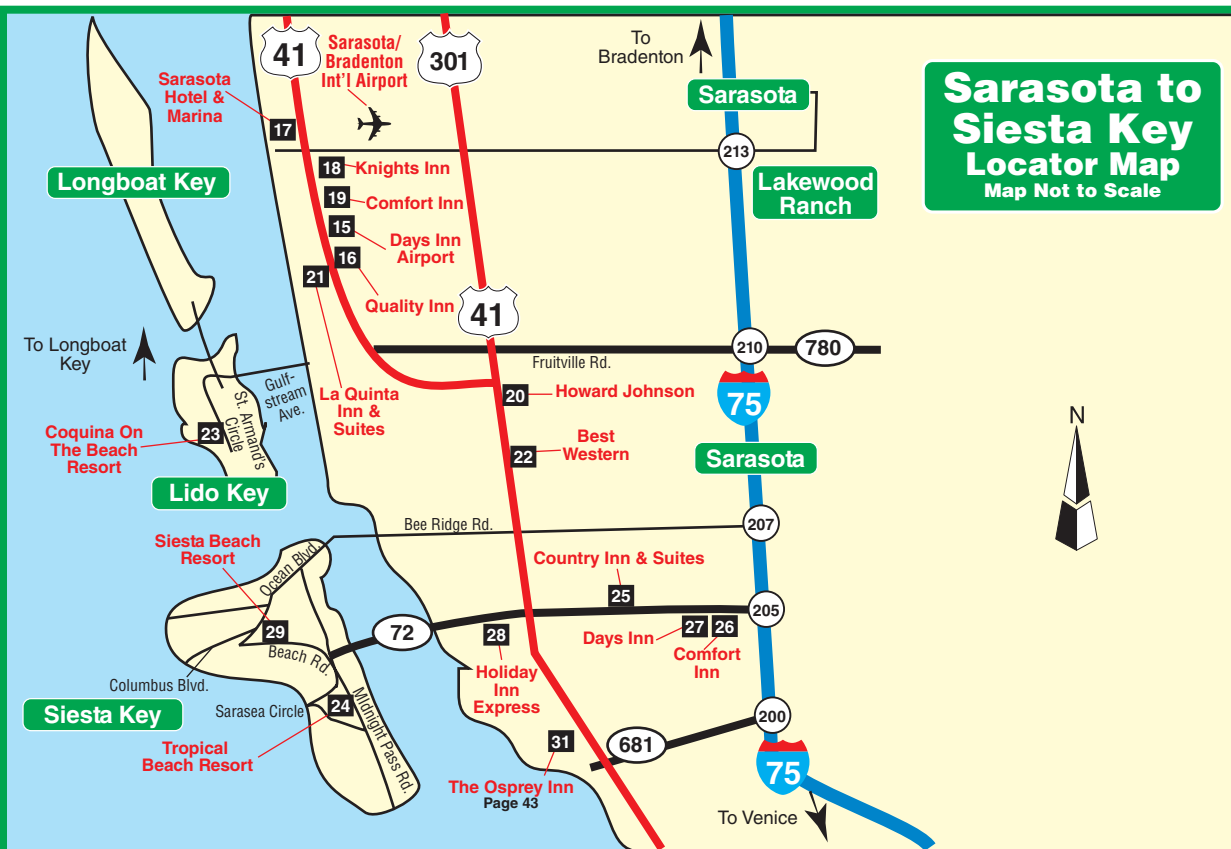 Sarasota to
Siesta Key
Locator Map
Map Not to Scale
41
Sarasota/
Bradenton
Int'l Airport
301
To
Bradenton
Sarasota
Sarasota
Hotel &
Marina
17
213
Longboat Key
18
Knights Inn
19
Comfort Inn
Lakewood
Ranch
15
Days Inn
Airport
16
21
Quality Inn
41
To Longboat
Key
210
780
Fruitville Rd.
Gulf-
stream
Ave.
St. Armand's
Circle
La Quinta
Inn &
Suites
20
Howard Johnson
75
N
Coquina On
The Beach
Resort
23
Best
Western
22
Sarasota
Lido Key
Bee Ridge Rd.
207
Siesta Beach
Resort
Ocean Blvd.
Country Inn & Suites
25
205
29
72
28
Days Inn
27
26
Comfort
Inn
Beach Rd.
Holiday
Inn
Express
Columbus Blvd.
Siesta Key
Sarasea Circle
24
MIdnight Pass Rd.
200
Tropical
Beach Resort
31
681
75
The Osprey Inn
Page 43
To Venice